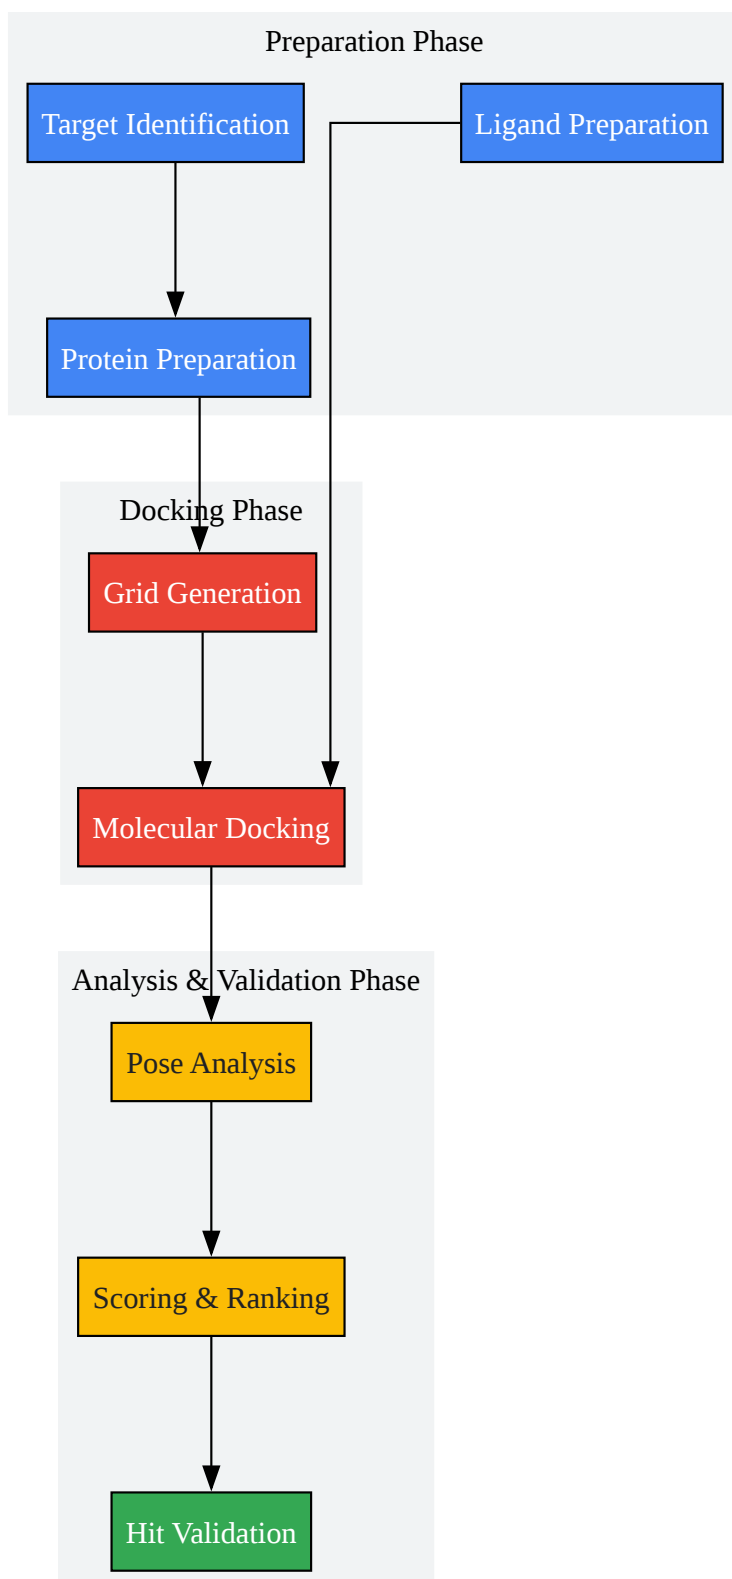 Preparation Phase
Target Identification
Ligand Preparation
Protein Preparation
Docking Phase
Grid Generation
Molecular Docking
Analysis & Validation Phase
Pose Analysis
Scoring & Ranking
Hit Validation